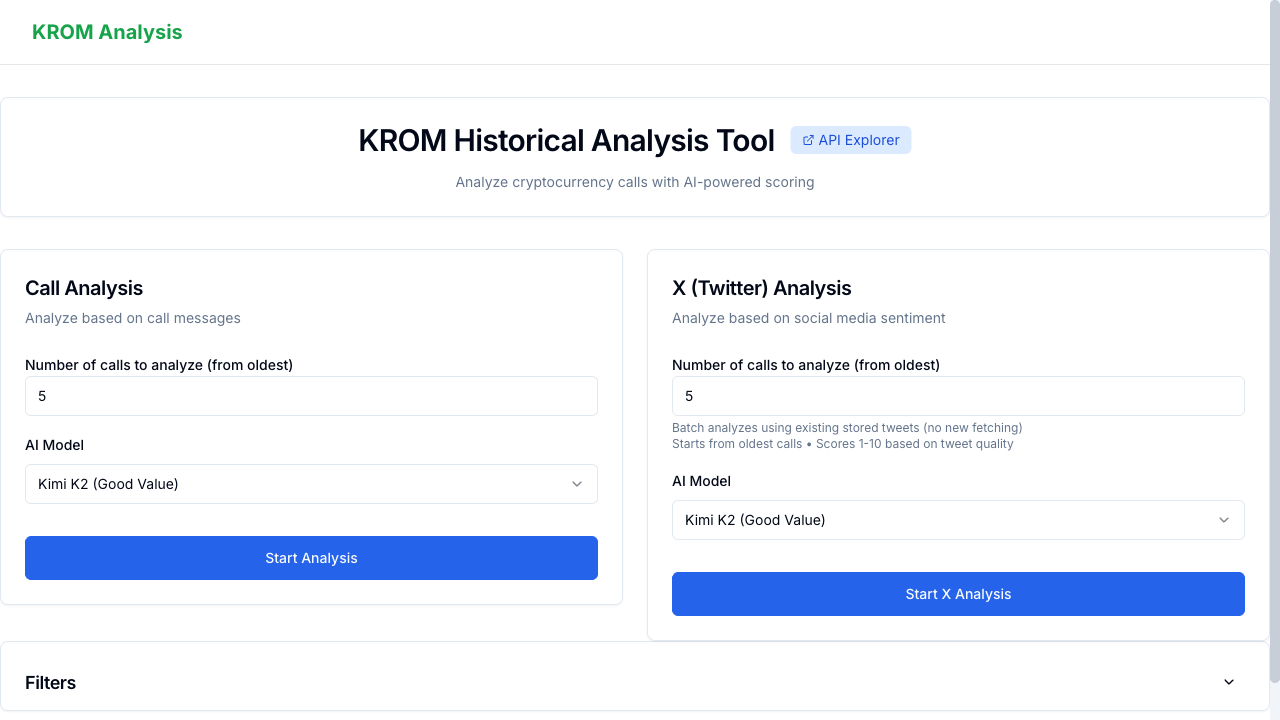 KROM Analysis
KROM Historical Analysis Tool
API Explorer
Analyze cryptocurrency calls with AI-powered scoring
Call Analysis
Analyze based on call messages
Number of calls to analyze (from oldest)
5
AI Model
Kimi K2 (Good Value)
Start Analysis
X (Twitter) Analysis
Analyze based on social media sentiment
Number of calls to analyze (from oldest)
5
Batch analyzes using existing stored tweets (no new fetching)
Starts from oldest calls • Scores 1-10 based on tweet quality
AI Model
Kimi K2 (Good Value)
Start X Analysis
Filters